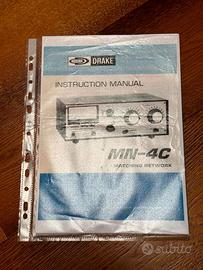 DRAKE
INSTRUCTION MANUAL
MN-4C
MATCHING NETWORK
subito